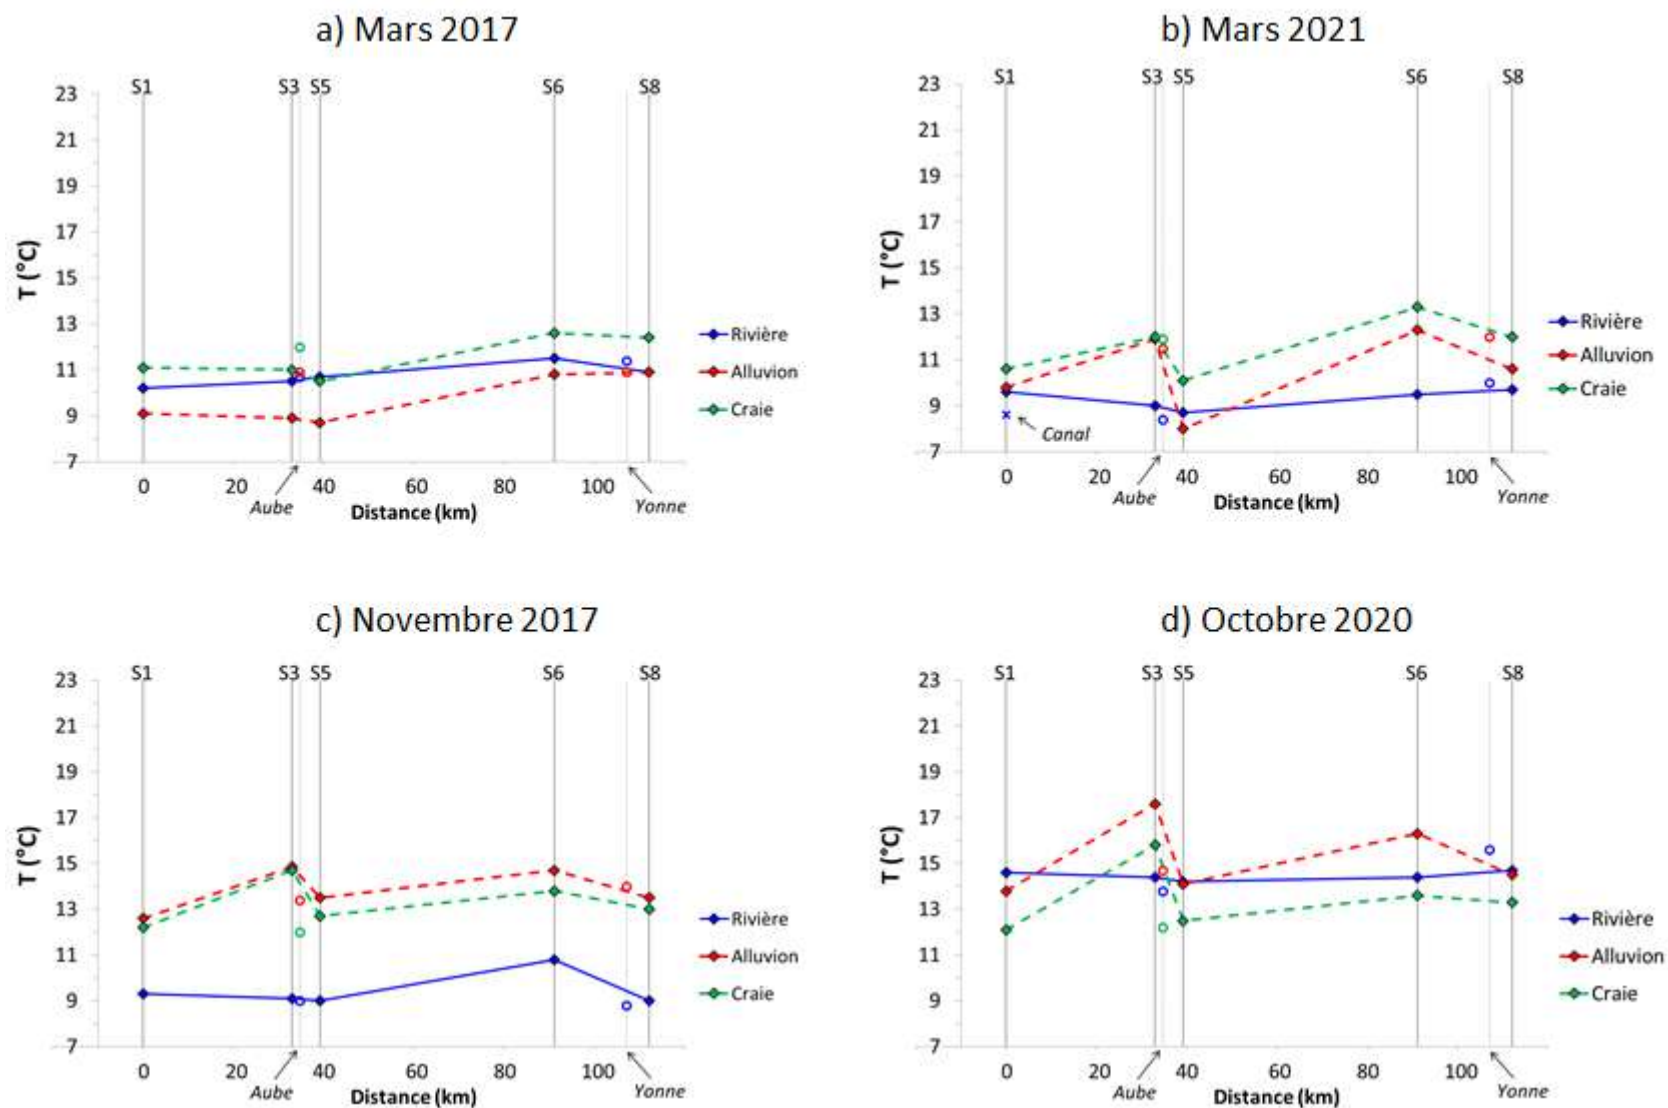 a) Mars 2017
S1 S3 S5 S6 S8
23
21
19
17
15
13
11
9
7
T (°C)
0 20 40 60 80 100
Aube
Distance (km)
Yonne
Rivière
Alluvion
Craie
b) Mars 2021
S1 S3 S5 S6 S8
23
21
19
17
15
13
11
9
7
T (°C)
Canal
0 20 40 60 80 100
Aube
Distance (km)
Yonne
Rivière
Alluvion
Craie
c) Novembre 2017
S1 S3 S5 S6 S8
23
21
19
17
15
13
11
9
7
T (°C)
0 20 40 60 80 100
Aube
Distance (km)
Yonne
Rivière
Alluvion
Craie
d) Octobre 2020
S1 S3 S5 S6 S8
23
21
19
17
15
13
11
9
7
T (°C)
0 20 40 60 80 100
Aube
Distance (km)
Yonne
Rivière
Alluvion
Craie